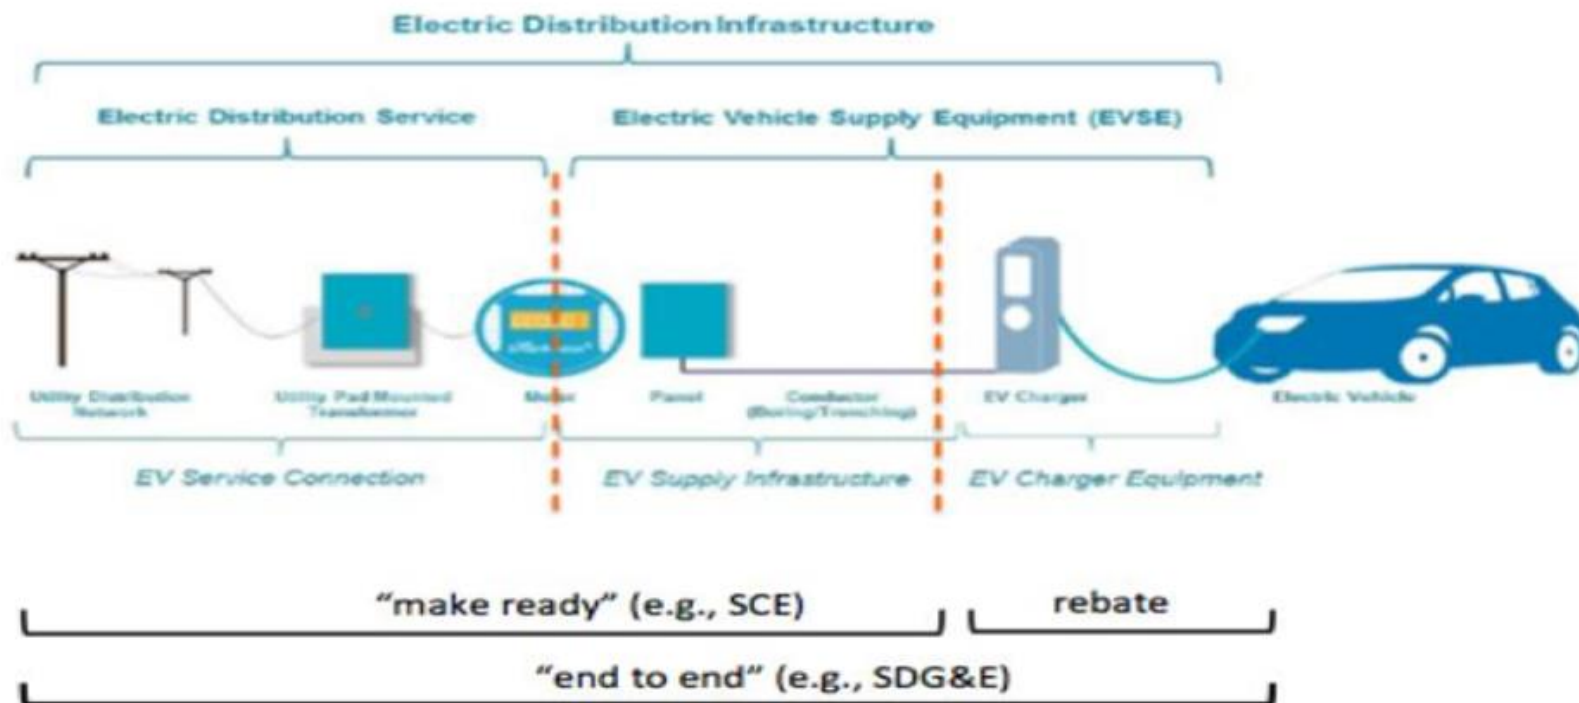 Electric Distribution Infrastructure
Electric Distribution Service
Electric Vehicle Supply Equipment (EVSE)
Utility Distribution
Network
Utility Pad Mounted
Transformer
Meter
Panel
Conductor
(Boring/Trenching)
EV Charger
Electric Vehicle
EV Service Connection
EV Supply Infrastructure
EV Charger Equipment
“make ready” (e.g., SCE)
rebate
“end to end” (e.g., SDG&E)